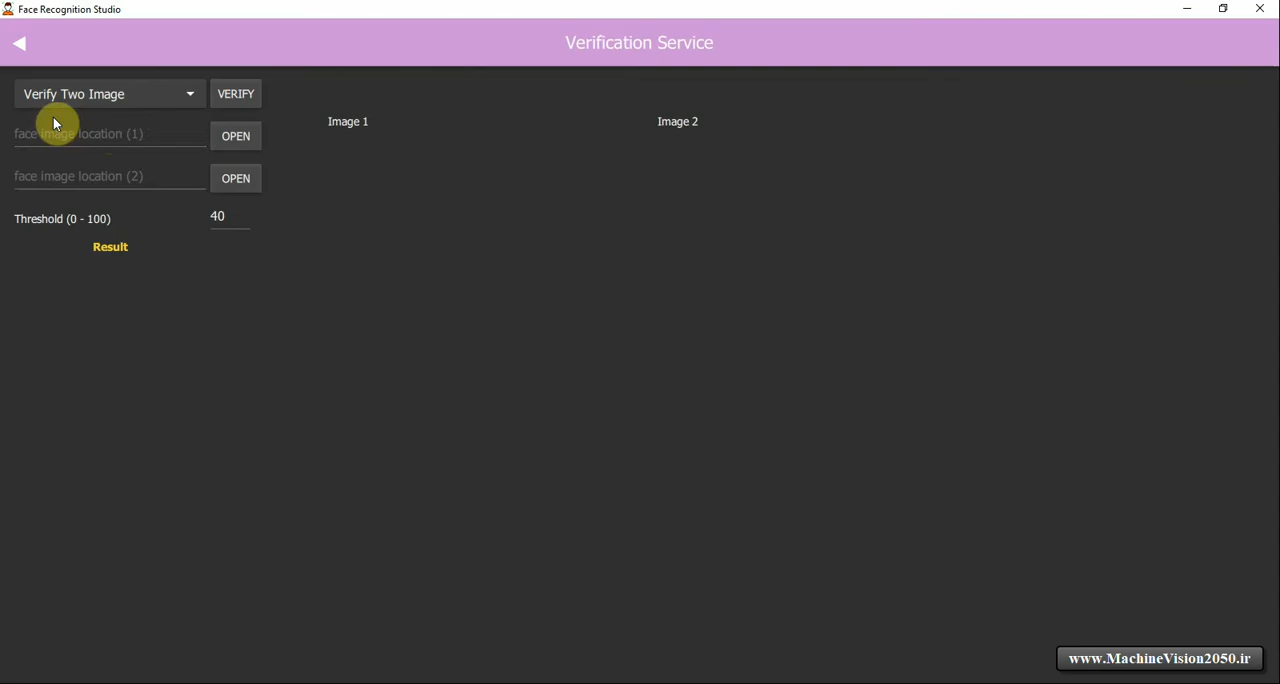 Face Recognition Studio
Verification Service
Verify Two Image
VERIFY
face image location (1)
OPEN
face image location (2)
OPEN
Threshold (0 - 100)
40
Result
Image 1
Image 2
www.MachineVision2050.ir